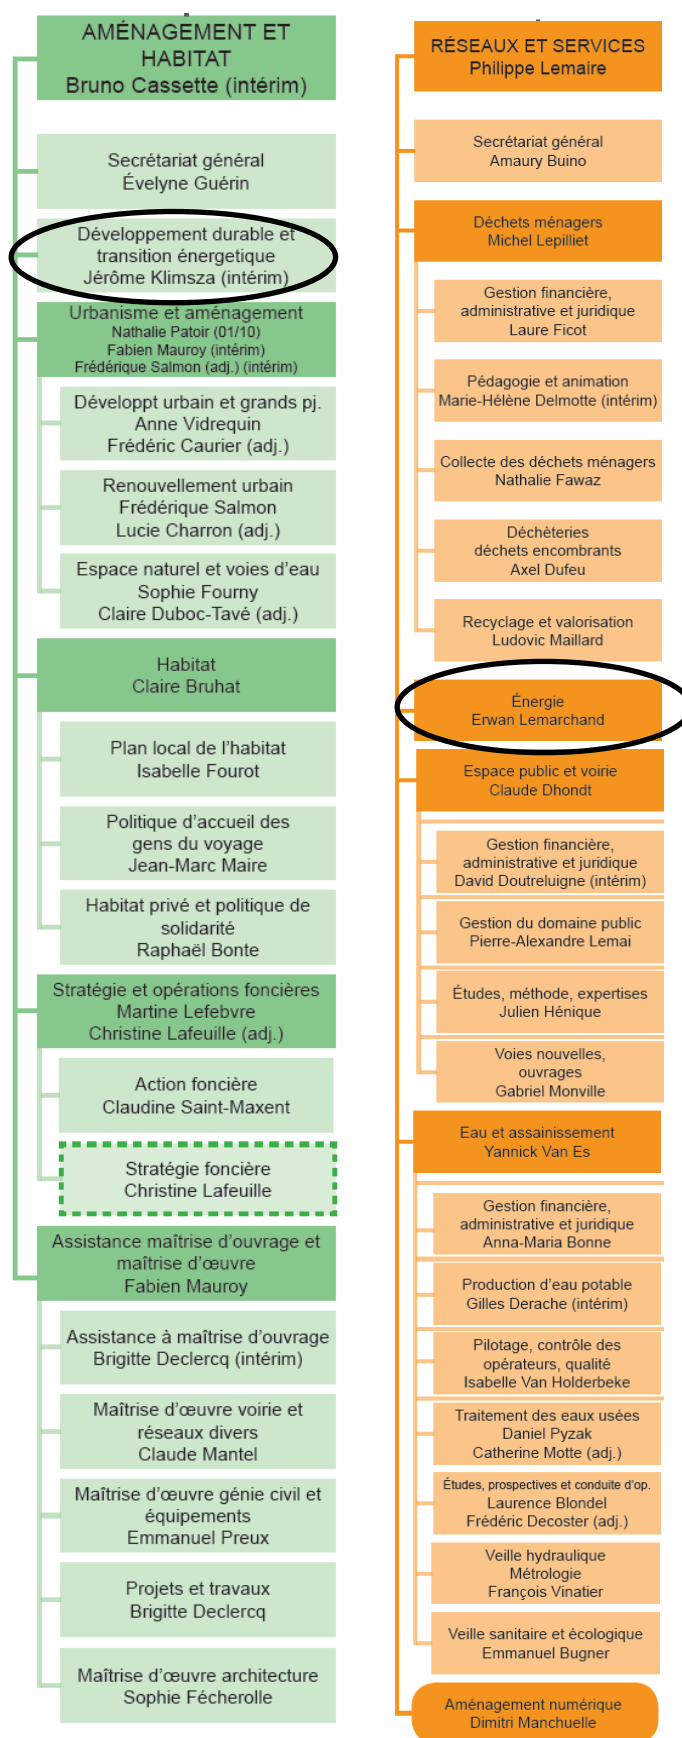 AMÉNAGEMENT ET
HABITAT
Bruno Cassette (intérim)
Secrétariat général
Évelyne Guérin
Développement durable et
transition énergetique
Jérôme Klimsza (intérim)
Urbanisme et aménagement
Nathalie Patoir (01/10)
Fabien Mauroy (intérim)
Frédérique Salmon (adj.) (intérim)
Développt urbain et grands pj.
Anne Vidrequin
Frédéric Caurier (adj.)
Renouvellement urbain
Frédérique Salmon
Lucie Charron (adj.)
Espace naturel et voies d'eau
Sophie Fourny
Claire Duboc-Tavé (adj.)
Habitat
Claire Bruhat
Plan local de l'habitat
Isabelle Fourot
Politique d'accueil des
gens du voyage
Jean-Marc Maire
Habitat privé et politique de
solidarité
Raphaël Bonte
Stratégie et opérations foncières
Martine Lefebvre
Christine Lafeuille (adj.)
Action foncière
Claudine Saint-Maxent
Stratégie foncière
Christine Lafeuille
Assistance maîtrise d'ouvrage et
maîtrise d'œuvre
Fabien Mauroy
Assistance à maîtrise d'ouvrage
Brigitte Declercq (intérim)
Maîtrise d'œuvre voirie et
réseaux divers
Claude Mantel
Maîtrise d'œuvre génie civil et
équipements
Emmanuel Preux
Projets et travaux
Brigitte Declercq
Maîtrise d'œuvre architecture
Sophie Fécherolle
RÉSEAUX ET SERVICES
Philippe Lemaire
Secrétariat général
Amaury Buino
Déchets ménagers
Michel Lepilliet
Gestion financière,
administrative et juridique
Laure Ficot
Pédagogie et animation
Marie-Hélène Delmotte (intérim)
Collecte des déchets ménagers
Nathalie Fawaz
Déchèteries
déchets encombrants
Axel Dufeu
Recyclage et valorisation
Ludovic Maillard
Énergie
Erwan Lemarchand
Espace public et voirie
Claude Dhondt
Gestion financière,
administrative et juridique
David Doutreluigne (intérim)
Gestion du domaine public
Pierre-Alexandre Lemai
Études, méthode, expertises
Julien Hénique
Voies nouvelles,
ouvrages
Gabriel Monville
Eau et assainissement
Yannick Van Es
Gestion financière,
administrative et juridique
Anna-Maria Bonne
Production d'eau potable
Gilles Derache (intérim)
Pilotage, contrôle des
opérateurs, qualité
Isabelle Van Holderbeke
Traitement des eaux usées
Daniel Pyzak
Catherine Motte (adj.)
Études, prospectives et conduite d'op.
Laurence Blondel
Frédéric Decoster (adj.)
Veille hydraulique
Métrologie
François Vinatier
Veille sanitaire et écologique
Emmanuel Bugner
Aménagement numérique
Dimitri Manchuelle